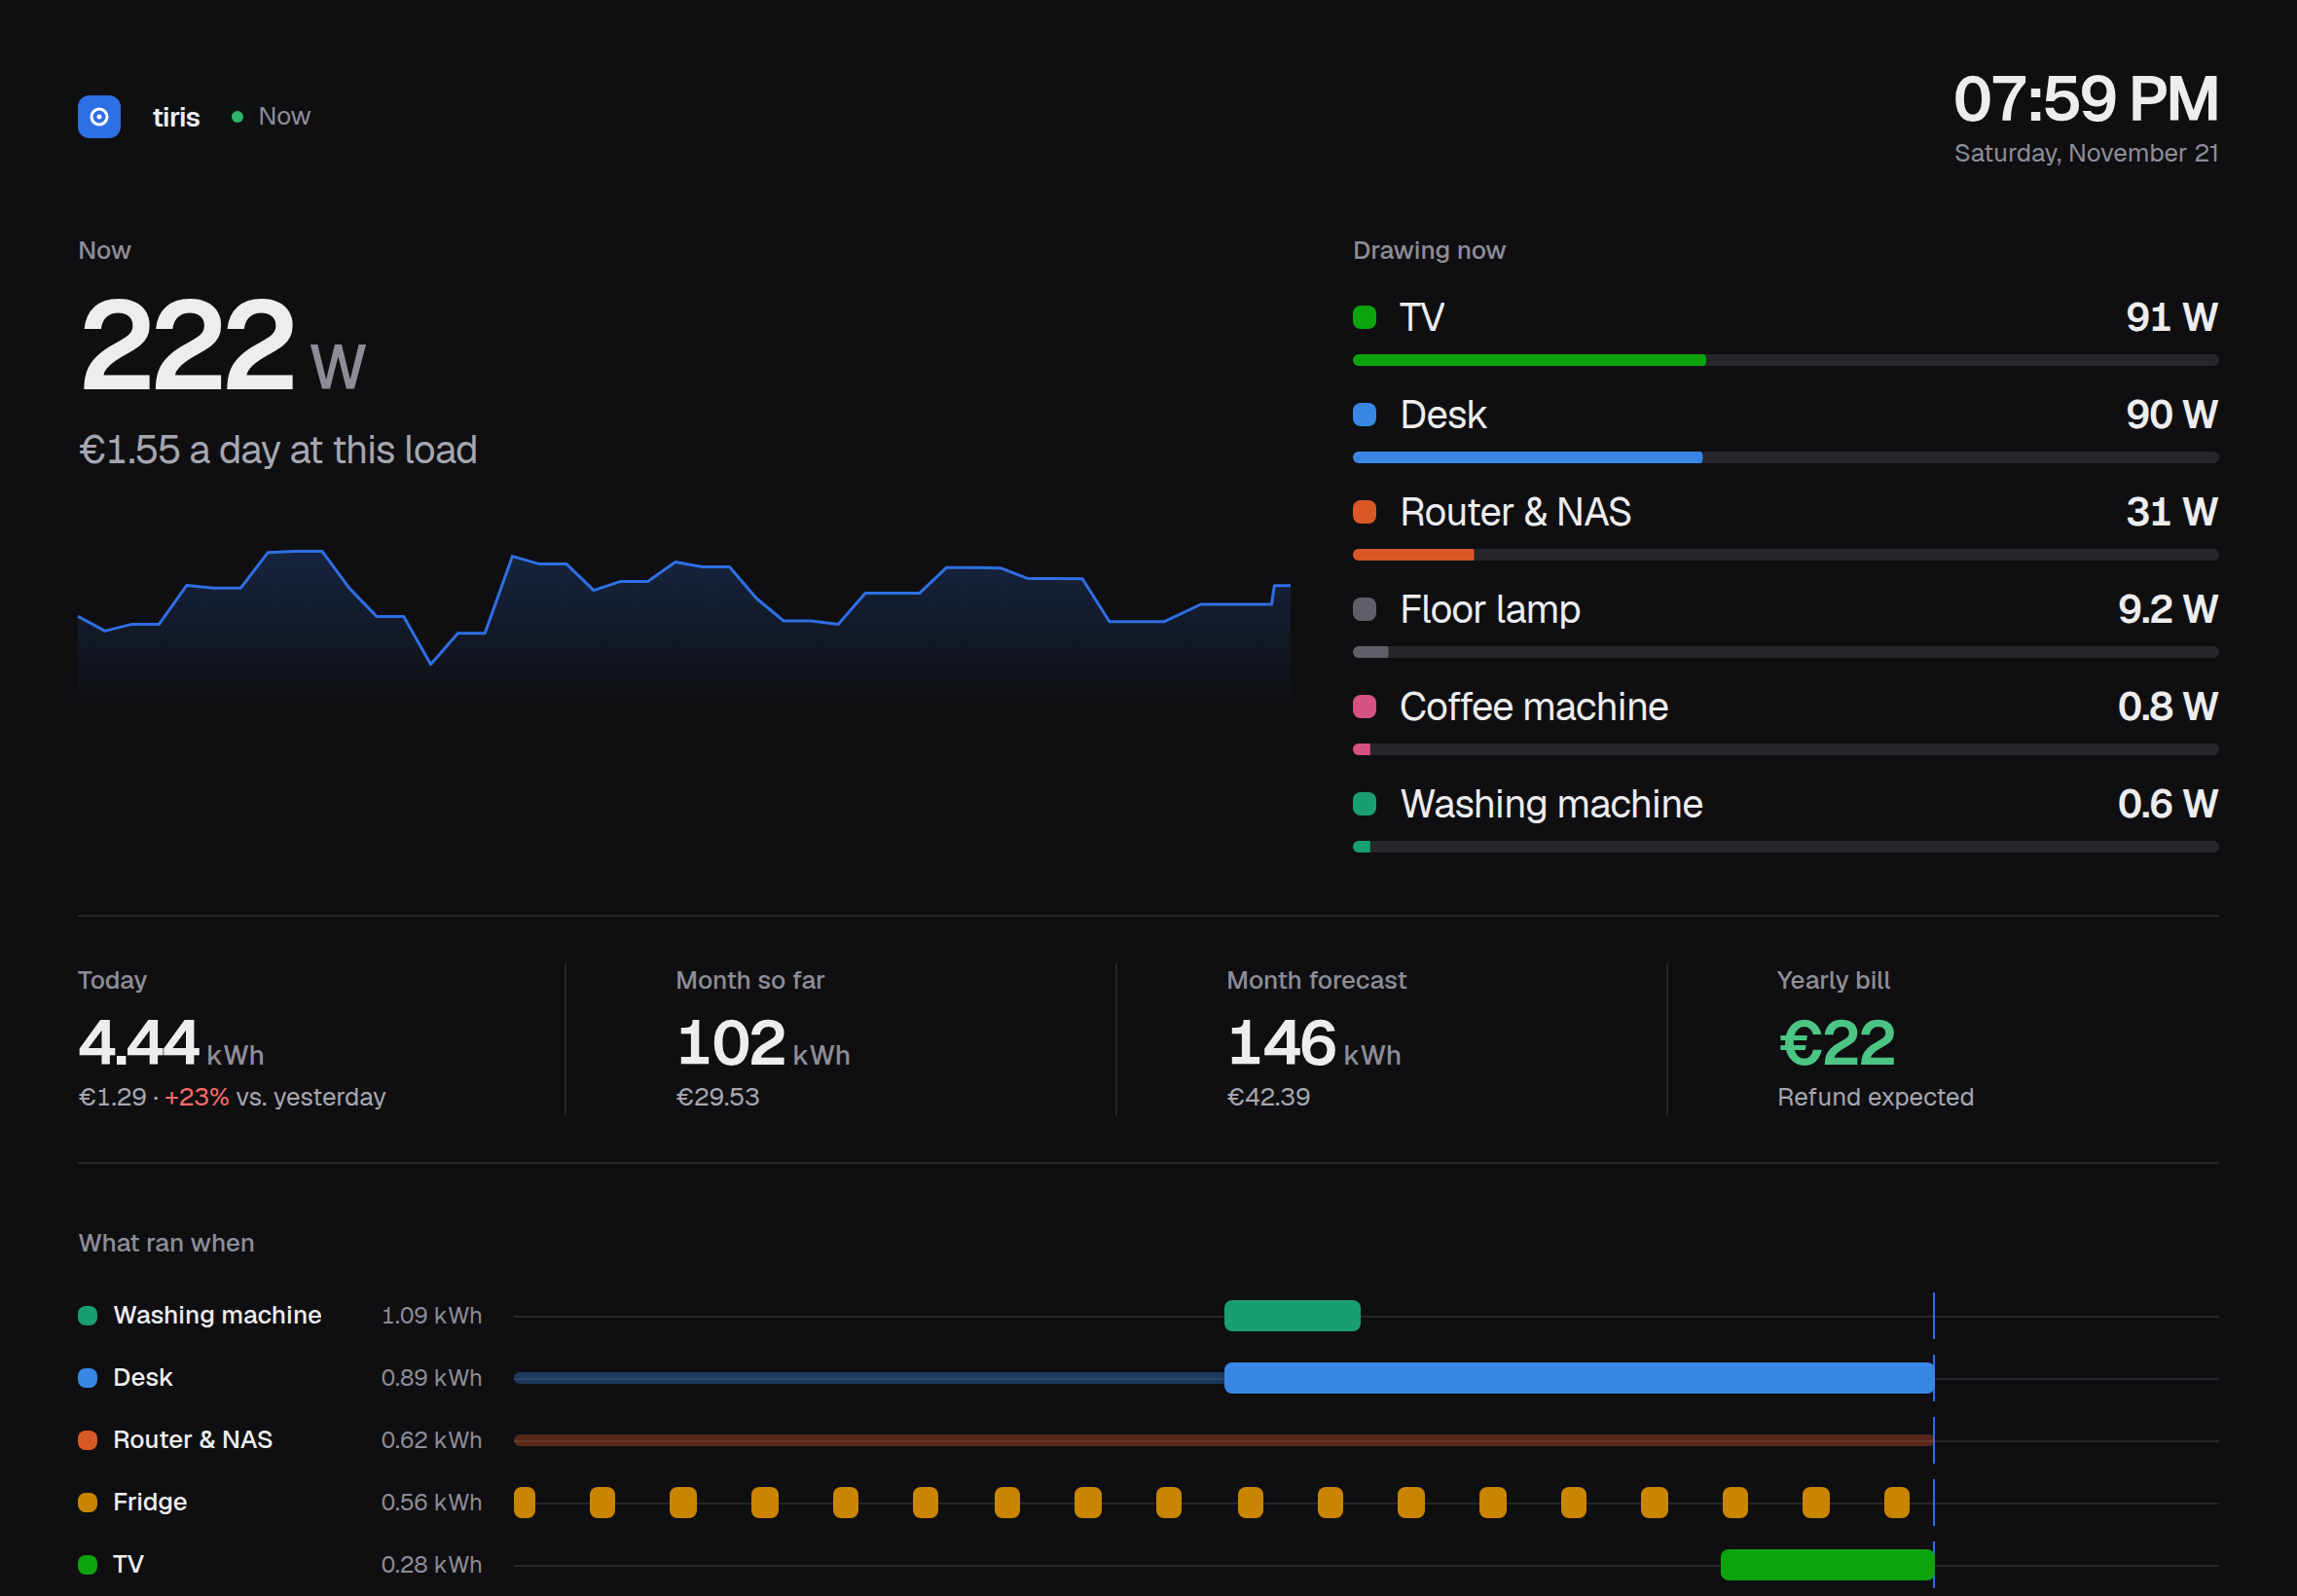 tiris Now
07:59 PM
Saturday, November 21
Now
222 W
€1.55 a day at this load
Drawing now
TV 91 W
Desk 90 W
Router & NAS 31 W
Floor lamp 9.2 W
Coffee machine 0.8 W
Washing machine 0.6 W
Today
4.44 kWh
€1.29 · +23% vs. yesterday
Month so far
102 kWh
€29.53
Month forecast
146 kWh
€42.39
Yearly bill
€22
Refund expected
What ran when
Washing machine 1.09 kWh
Desk 0.89 kWh
Router & NAS 0.62 kWh
Fridge 0.56 kWh
TV 0.28 kWh